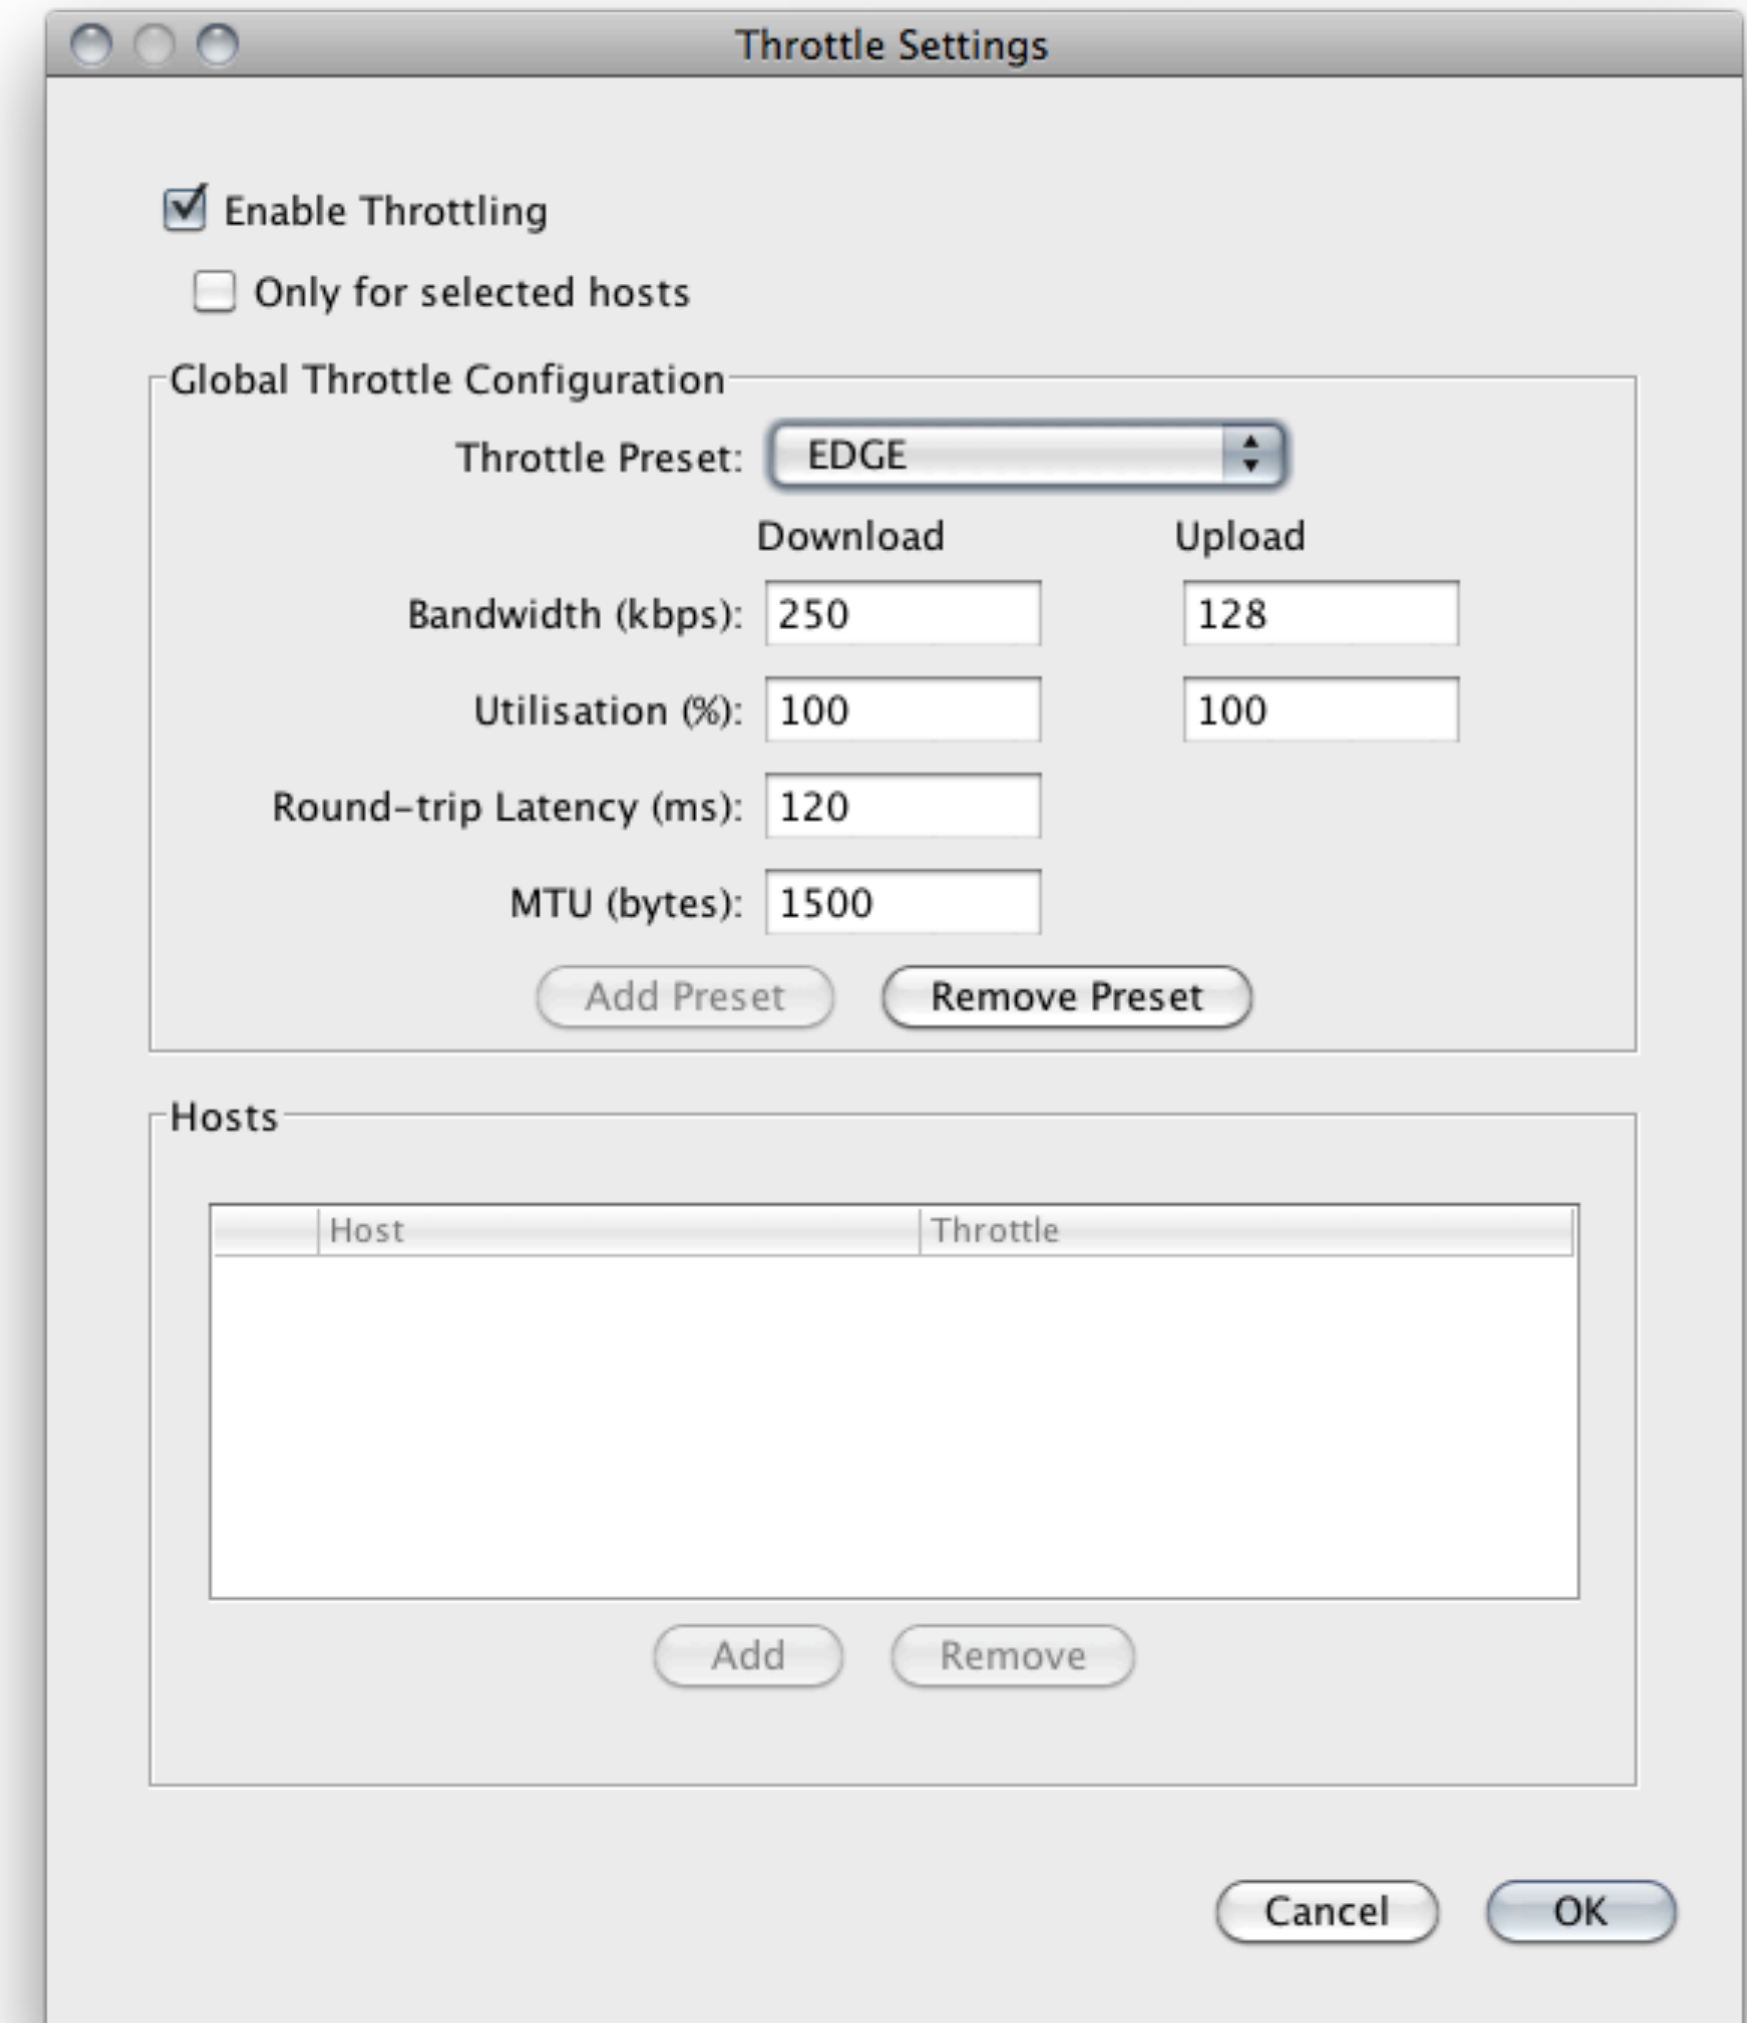 Throttle Settings
Enable Throttling
Only for selected hosts
Global Throttle Configuration
Throttle Preset: EDGE
Download Upload
Bandwidth (kbps): 250 128
Utilisation (%): 100 100
Round-trip Latency (ms): 120
MTU (bytes): 1500
Add Preset Remove Preset
Hosts
Host Throttle
Add Remove
Cancel OK